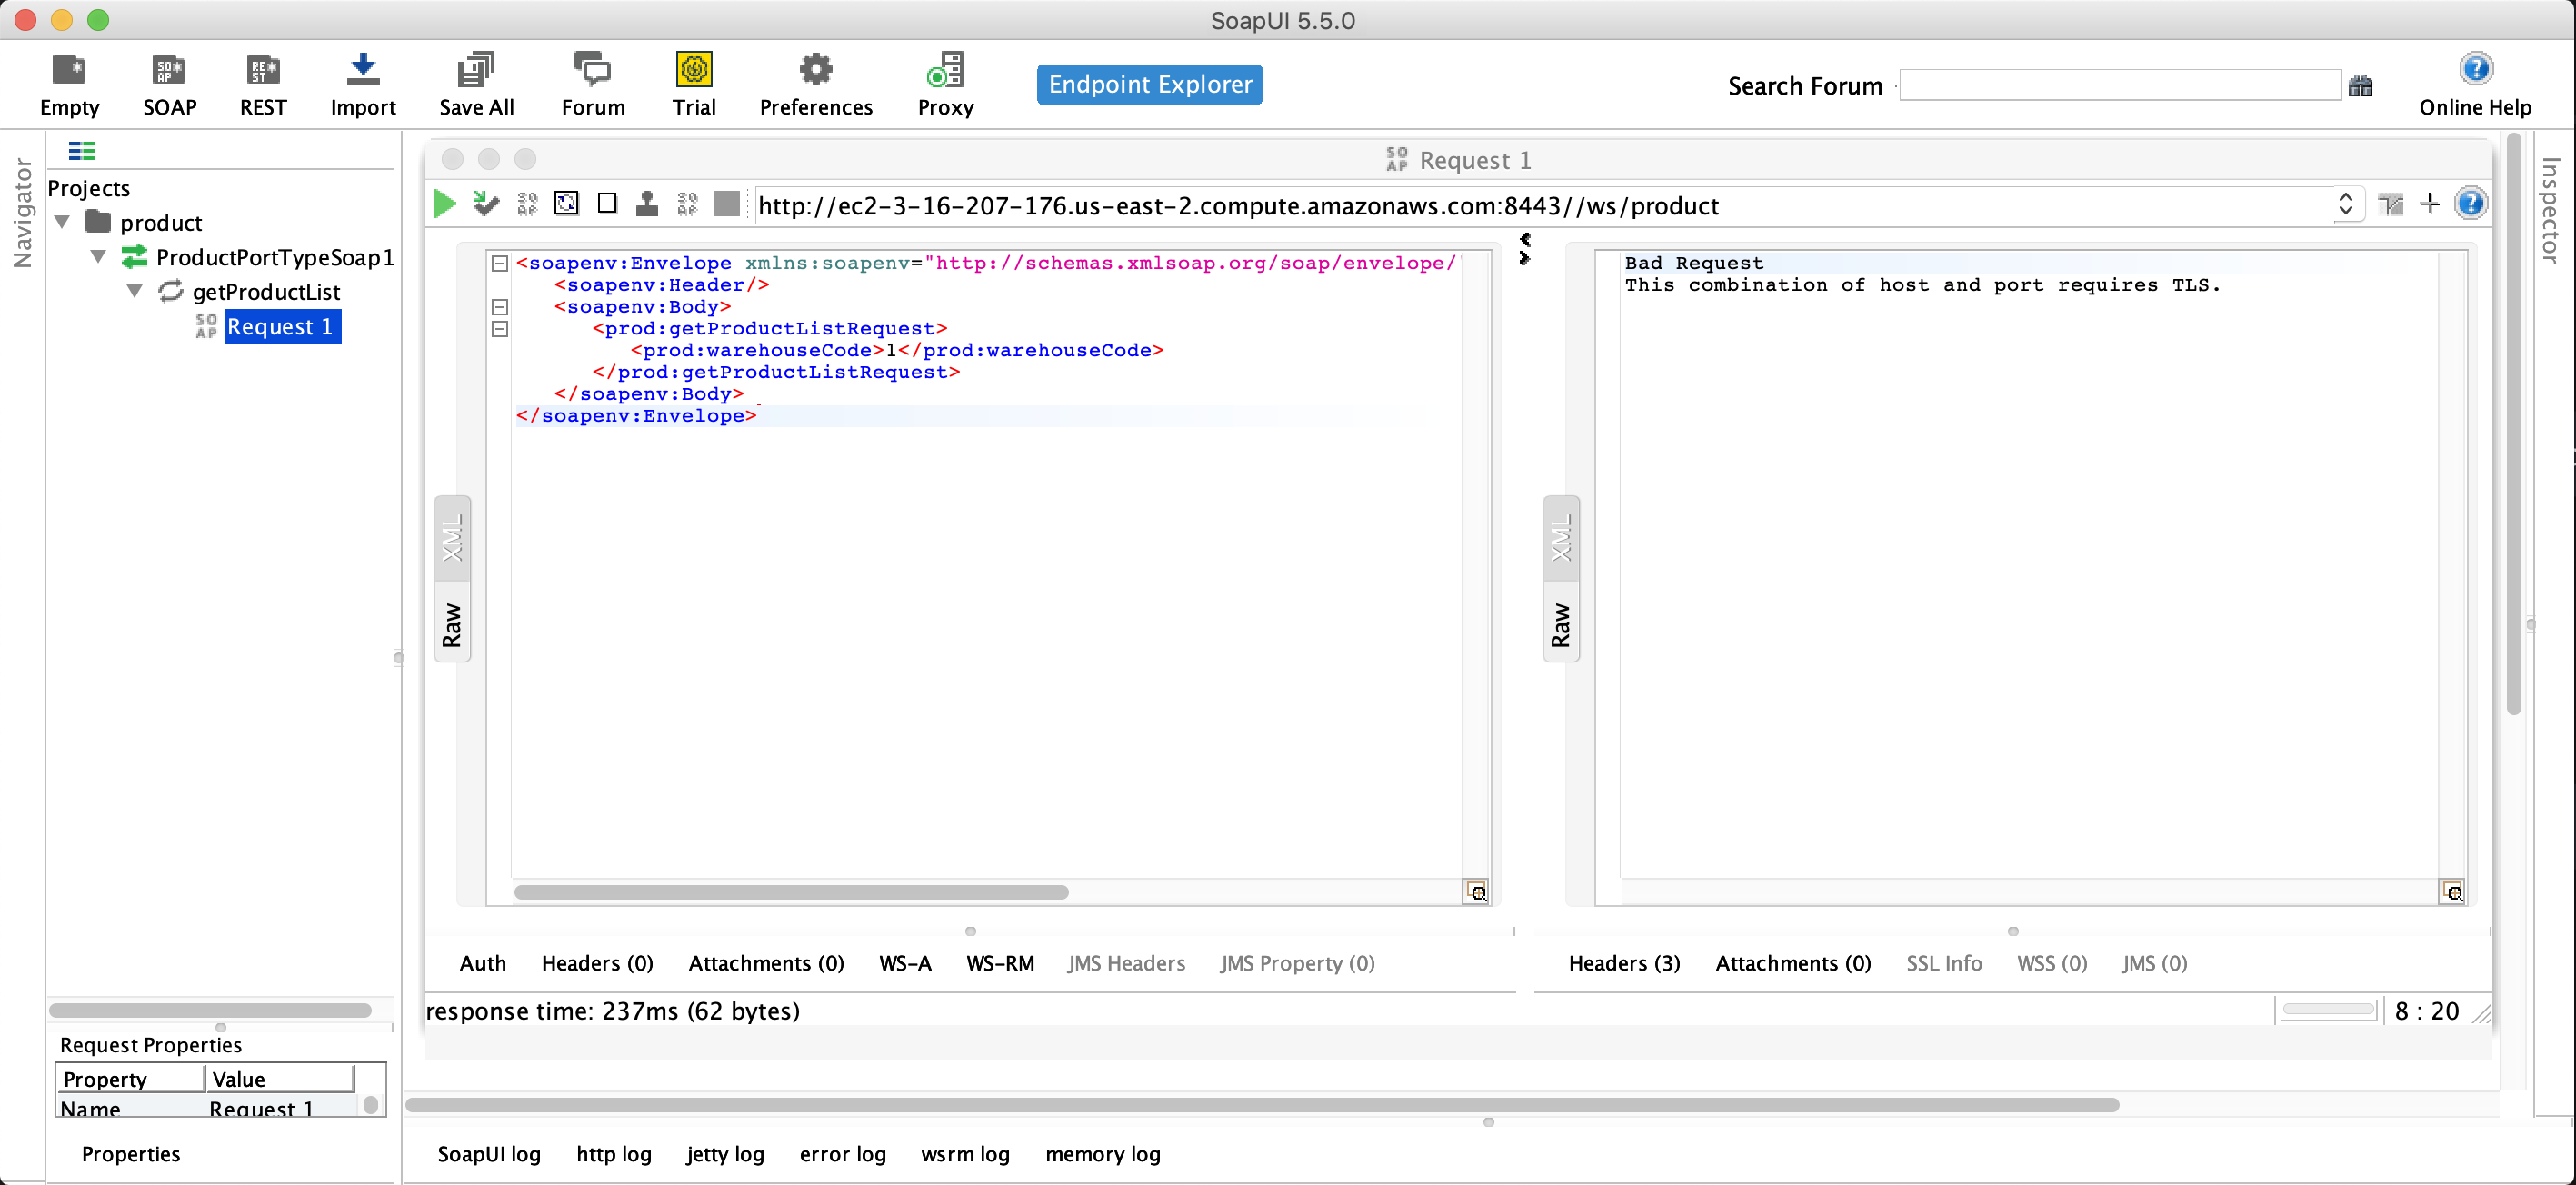 SoapUI 5.5.0
Empty SOAP REST Import Save All Forum Trial Preferences Proxy Endpoint Explorer Search Forum Online Help
Navigator
Projects
product
ProductPortTypeSoap1
getProductList
Request 1
Request 1
http://ec2-3-16-207-176.us-east-2.compute.amazonaws.com:8443//ws/product
<soapenv:Envelope xmlns:soapenv="http://schemas.xmlsoap.org/soap/envelope/
<soapenv:Header/>
<soapenv:Body>
<prod:getProductListRequest>
<prod:warehouseCode>1</prod:warehouseCode>
</prod:getProductListRequest>
</soapenv:Body>
</soapenv:Envelope>
XML
Raw
Bad Request
This combination of host and port requires TLS.
XML
Raw
Inspector
Auth Headers (0) Attachments (0) WS-A WS-RM JMS Headers JMS Property (0)
Headers (3) Attachments (0) SSL Info WSS (0) JMS (0)
response time: 237ms (62 bytes)
8 : 20
Request Properties
Property Value
Name Request 1
Properties
SoapUI log http log jetty log error log wsrm log memory log